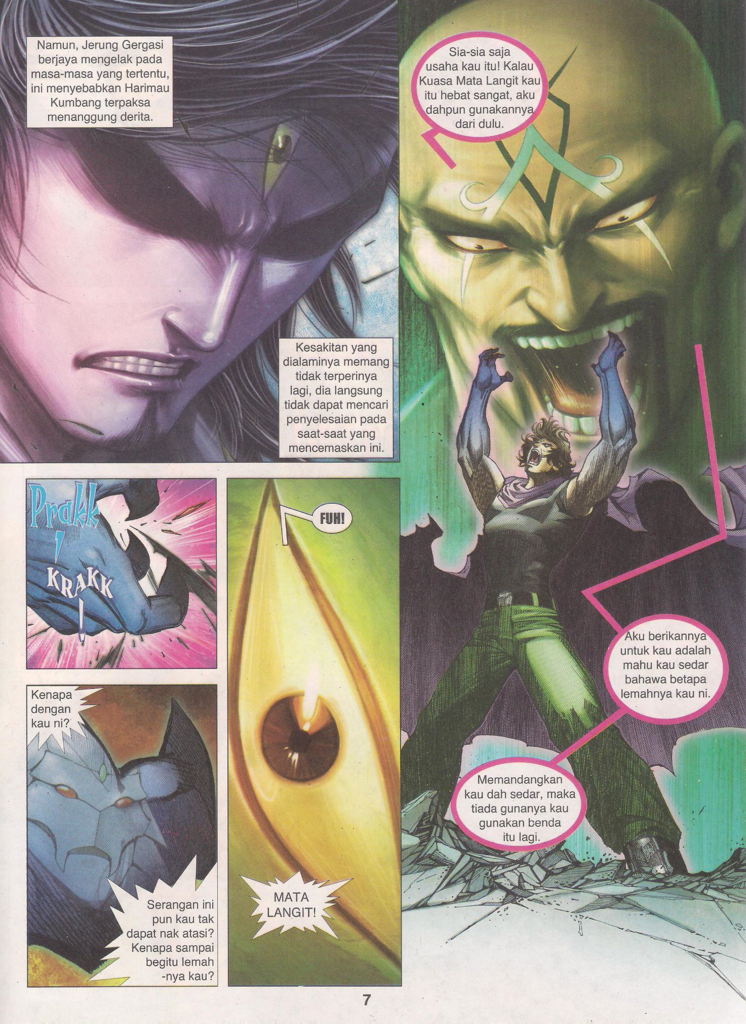 Namun, Jerung Gergasi
berjaya mengelak pada
masa-masa yang tertentu,
ini menyebabkan Harimau
Kumbang terpaksa
menanggung derita.
Kesakitan yang
dialaminya memang
tidak terperinya
lagi, dia langsung
tidak dapat mencari
penyelesaian pada
saat-saat yang
mencemaskan ini.
Sia-sia saja
usaha kau itu! Kalau
Kuasa Mata Langit kau
itu hebat sangat, aku
dahpun gunakannya
dari dulu.
Aku berikannya
untuk kau adalah
mahu kau sedar
bahawa betapa
lemahnya kau ni.
Memandangkan
kau dah sedar, maka
tiada gunanya kau
gunakan benda
itu lagi.
Prakk
!
KRAKK
!
Kenapa
dengan
kau ni?
Serangan ini
pun kau tak
dapat nak atasi?
Kenapa sampai
begitu lemah
-nya kau?
FUH!
MATA
LANGIT!
7